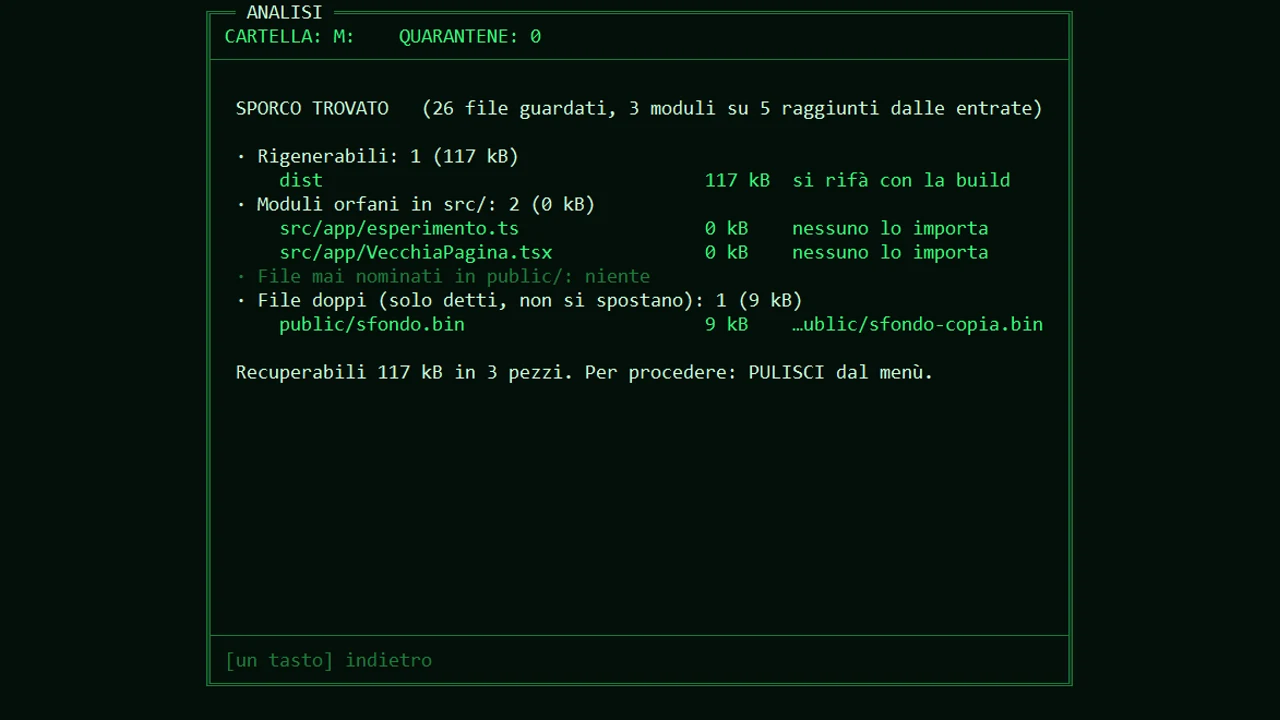 ANALISI
CARTELLA: M:    QUARANTENE: 0
SPORCO TROVATO   (26 file guardati, 3 moduli su 5 raggiunti dalle entrate)
· Rigenerabili: 1 (117 kB)
dist    117 kB  si rifà con la build
· Moduli orfani in src/: 2 (0 kB)
src/app/esperimento.ts    0 kB    nessuno lo importa
src/app/VecchiaPagina.tsx    0 kB    nessuno lo importa
· File mai nominati in public/: niente
· File doppi (solo detti, non si spostano): 1 (9 kB)
public/sfondo.bin    9 kB    …ublic/sfondo-copia.bin
Recuperabili 117 kB in 3 pezzi. Per procedere: PULISCI dal menù.
[un tasto] indietro